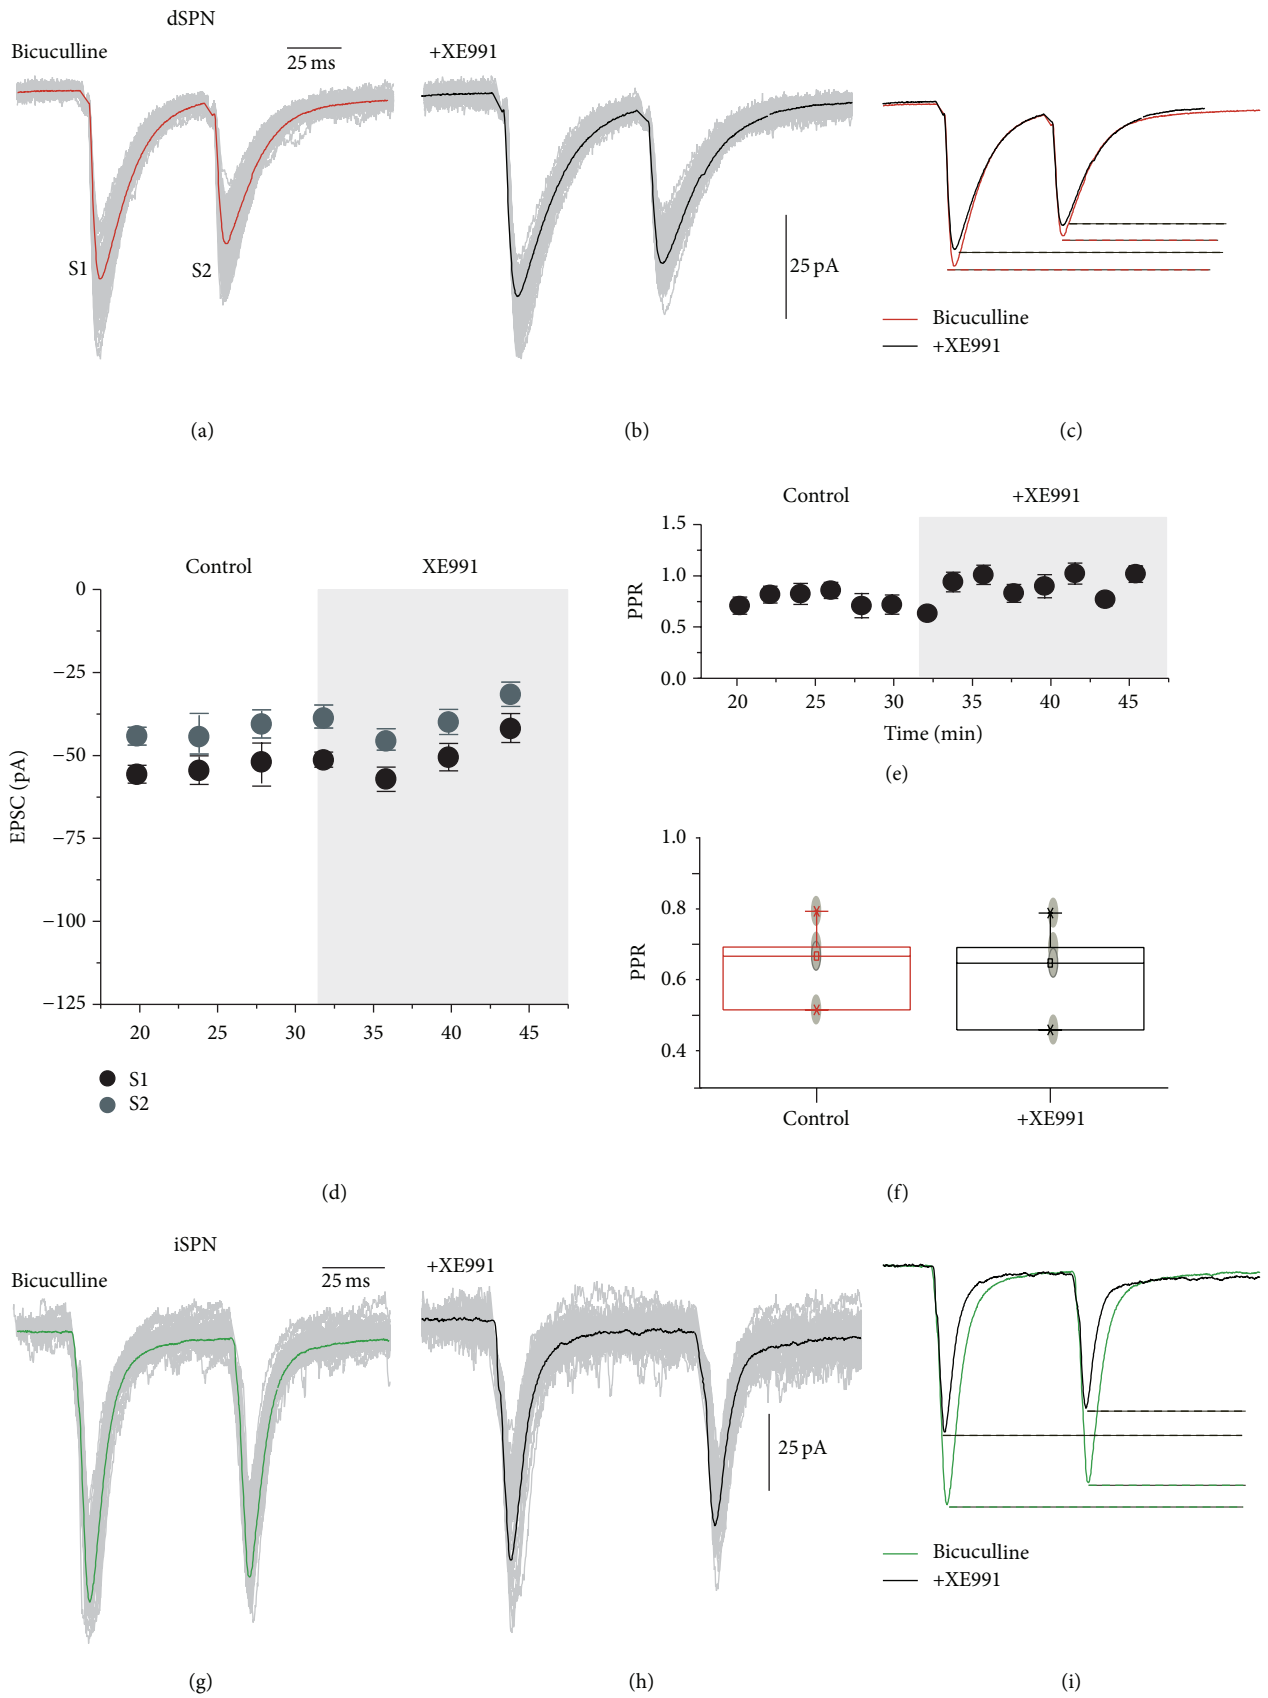 dSPN
Bicuculline
25 ms
+XE991
S1
S2
25 pA
Bicuculline
+XE991
(a)
(b)
(c)
Control
XE991
0
−25
−50
−75
−100
−125
EPSC (pA)
20 25 30 35 40 45
S1
S2
(d)
Control
+XE991
1.5
1.0
0.5
0.0
PPR
20 25 30 35 40 45
Time (min)
(e)
1.0
0.8
0.6
0.4
PPR
Control
+XE991
(f)
iSPN
Bicuculline
25 ms
+XE991
25 pA
Bicuculline
+XE991
(g)
(h)
(i)